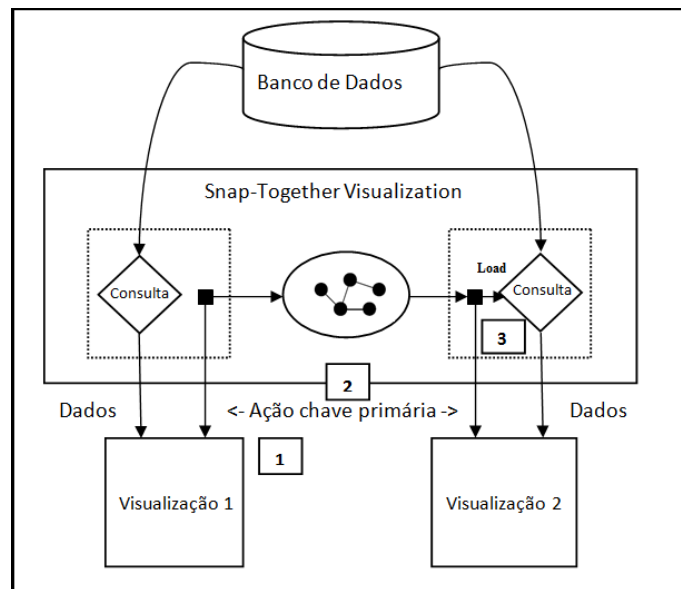 Banco de Dados
Snap-Together Visualization
Load
Consulta
Consulta
3
2
Dados
<- Ação chave primária ->
Dados
1
Visualização 1
Visualização 2